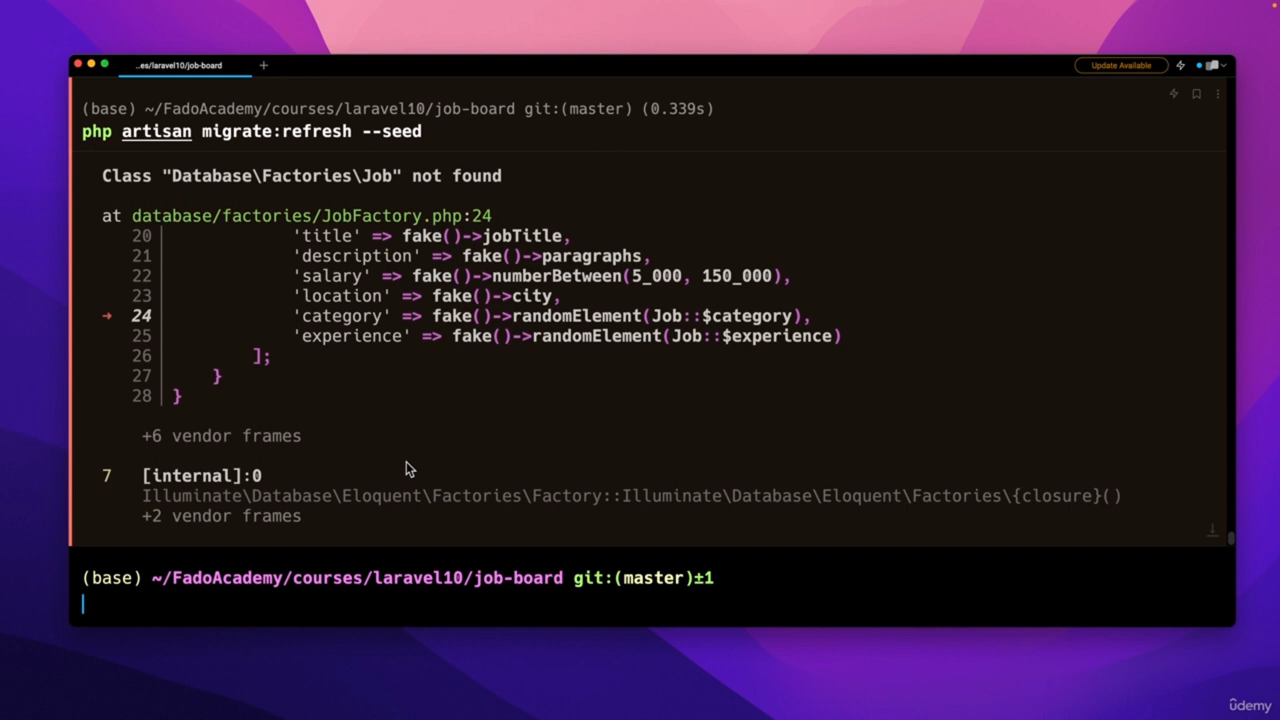 ..es/laravel10/job-board
+
Update Available
(base) ~/FadoAcademy/courses/laravel10/job-board git:(master) (0.339s)
php artisan migrate:refresh --seed
Class "Database\Factories\Job" not found
at database/factories/JobFactory.php:24
20 'title' => fake()->jobTitle,
21 'description' => fake()->paragraphs,
22 'salary' => fake()->numberBetween(5_000, 150_000),
23 'location' => fake()->city,
→ 24 'category' => fake()->randomElement(Job::$category),
25 'experience' => fake()->randomElement(Job::$experience)
26 ];
27 }
28 }
+6 vendor frames
7 [internal]:0
Illuminate\Database\Eloquent\Factories\Factory::Illuminate\Database\Eloquent\Factories\{closure}()
+2 vendor frames
(base) ~/FadoAcademy/courses/laravel10/job-board git:(master)±1
ûdemy